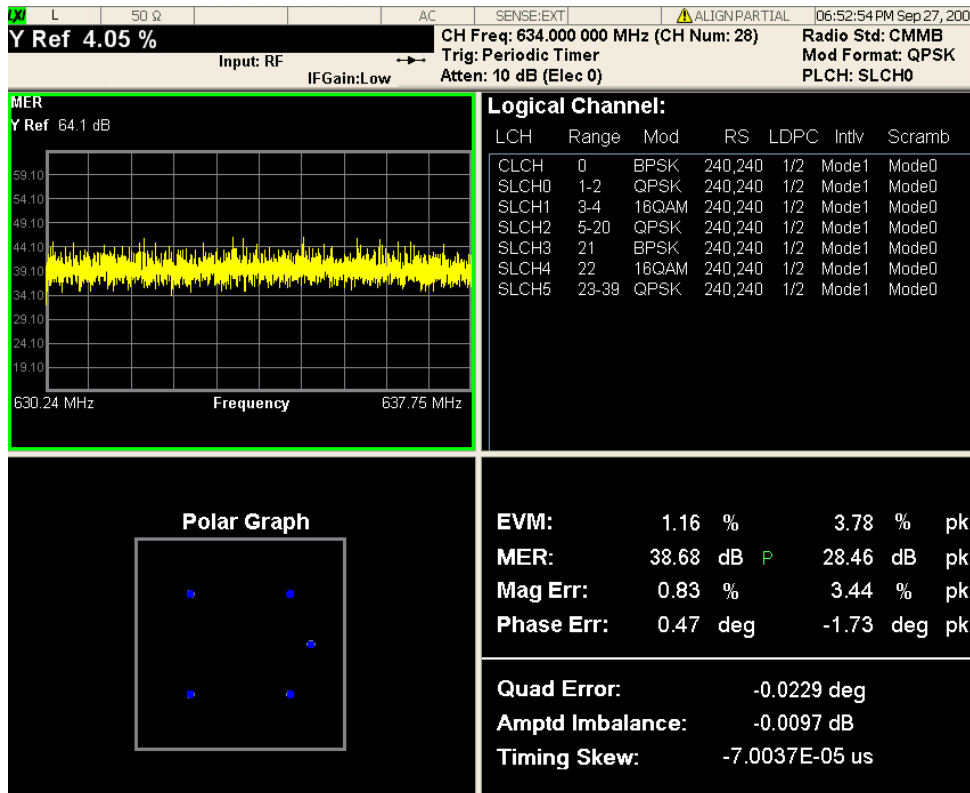 LXI L 50 Ω AC SENSE:EXT ALIGN PARTIAL 06:52:54 PM Sep 27, 200
Y Ref 4.05 %
Input: RF
IFGain:Low
CH Freq: 634.000 000 MHz (CH Num: 28)
Trig: Periodic Timer
Atten: 10 dB (Elec 0)
Radio Std: CMMB
Mod Format: QPSK
PLCH: SLCH0
MER
Y Ref 64.1 dB
59.10
54.10
49.10
44.10
39.10
34.10
29.10
24.10
19.10
630.24 MHz Frequency 637.75 MHz
Logical Channel:
LCH Range Mod RS LDPC Intlv Scramb
CLCH 0 BPSK 240,240 1/2 Mode1 Mode0
SLCH0 1-2 QPSK 240,240 1/2 Mode1 Mode0
SLCH1 3-4 16QAM 240,240 1/2 Mode1 Mode0
SLCH2 5-20 QPSK 240,240 1/2 Mode1 Mode0
SLCH3 21 BPSK 240,240 1/2 Mode1 Mode0
SLCH4 22 16QAM 240,240 1/2 Mode1 Mode0
SLCH5 23-39 QPSK 240,240 1/2 Mode1 Mode0
Polar Graph
EVM: 1.16 % 3.78 % pk
MER: 38.68 dB P 28.46 dB pk
Mag Err: 0.83 % 3.44 % pk
Phase Err: 0.47 deg -1.73 deg pk
Quad Error: -0.0229 deg
Amptd Imbalance: -0.0097 dB
Timing Skew: -7.0037E-05 us